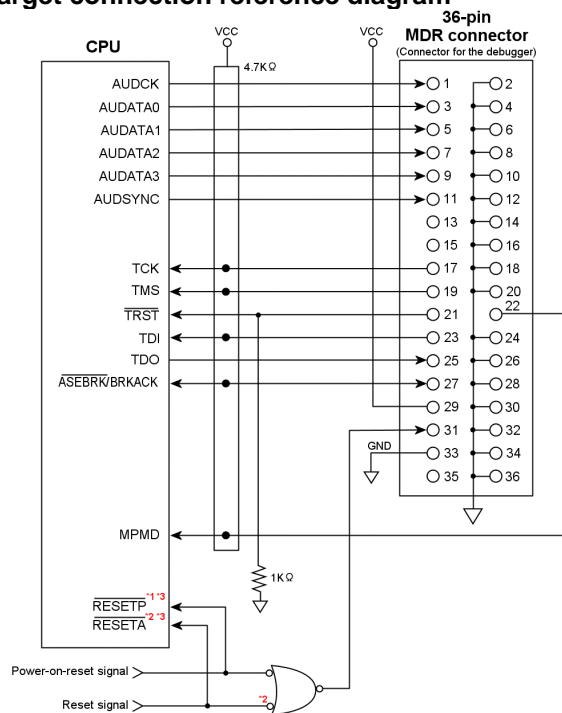 arget connection reference diagram
36-pin
MDR connector
(Connector for the debugger)
CPU
VCC
VCC
4.7KΩ
AUDCK
1
2
AUDATA0
3
4
AUDATA1
5
6
AUDATA2
7
8
AUDATA3
9
10
AUDSYNC
11
12
13
14
15
16
TCK
17
18
TMS
19
20
TRST
21
22
TDI
23
24
TDO
25
26
ASEBRK/BRKACK
27
28
29
30
31
32
GND
33
34
35
36
MPMD
1KΩ
RESETP *1 *3
RESETA *2 *3
Power-on-reset signal
Reset signal
*2